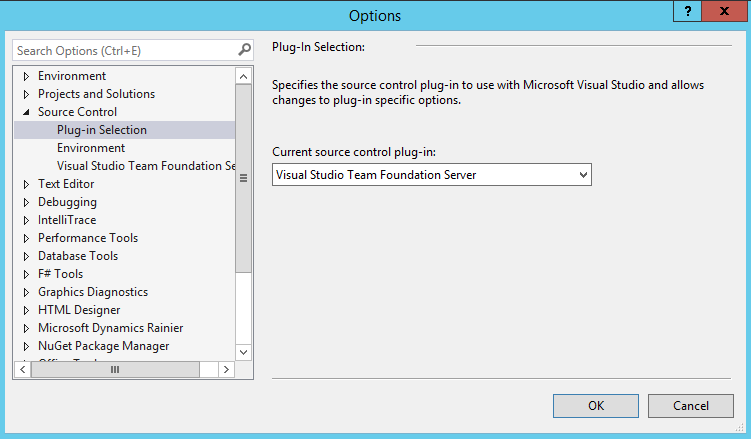 Options
?
Search Options (Ctrl+E)
Environment
Projects and Solutions
Source Control
Plug-in Selection
Environment
Visual Studio Team Foundation Se
Text Editor
Debugging
IntelliTrace
Performance Tools
Database Tools
F# Tools
Graphics Diagnostics
HTML Designer
Microsoft Dynamics Rainier
NuGet Package Manager
Plug-In Selection:
Specifies the source control plug-in to use with Microsoft Visual Studio and allows
changes to plug-in specific options.
Current source control plug-in:
Visual Studio Team Foundation Server
OK
Cancel